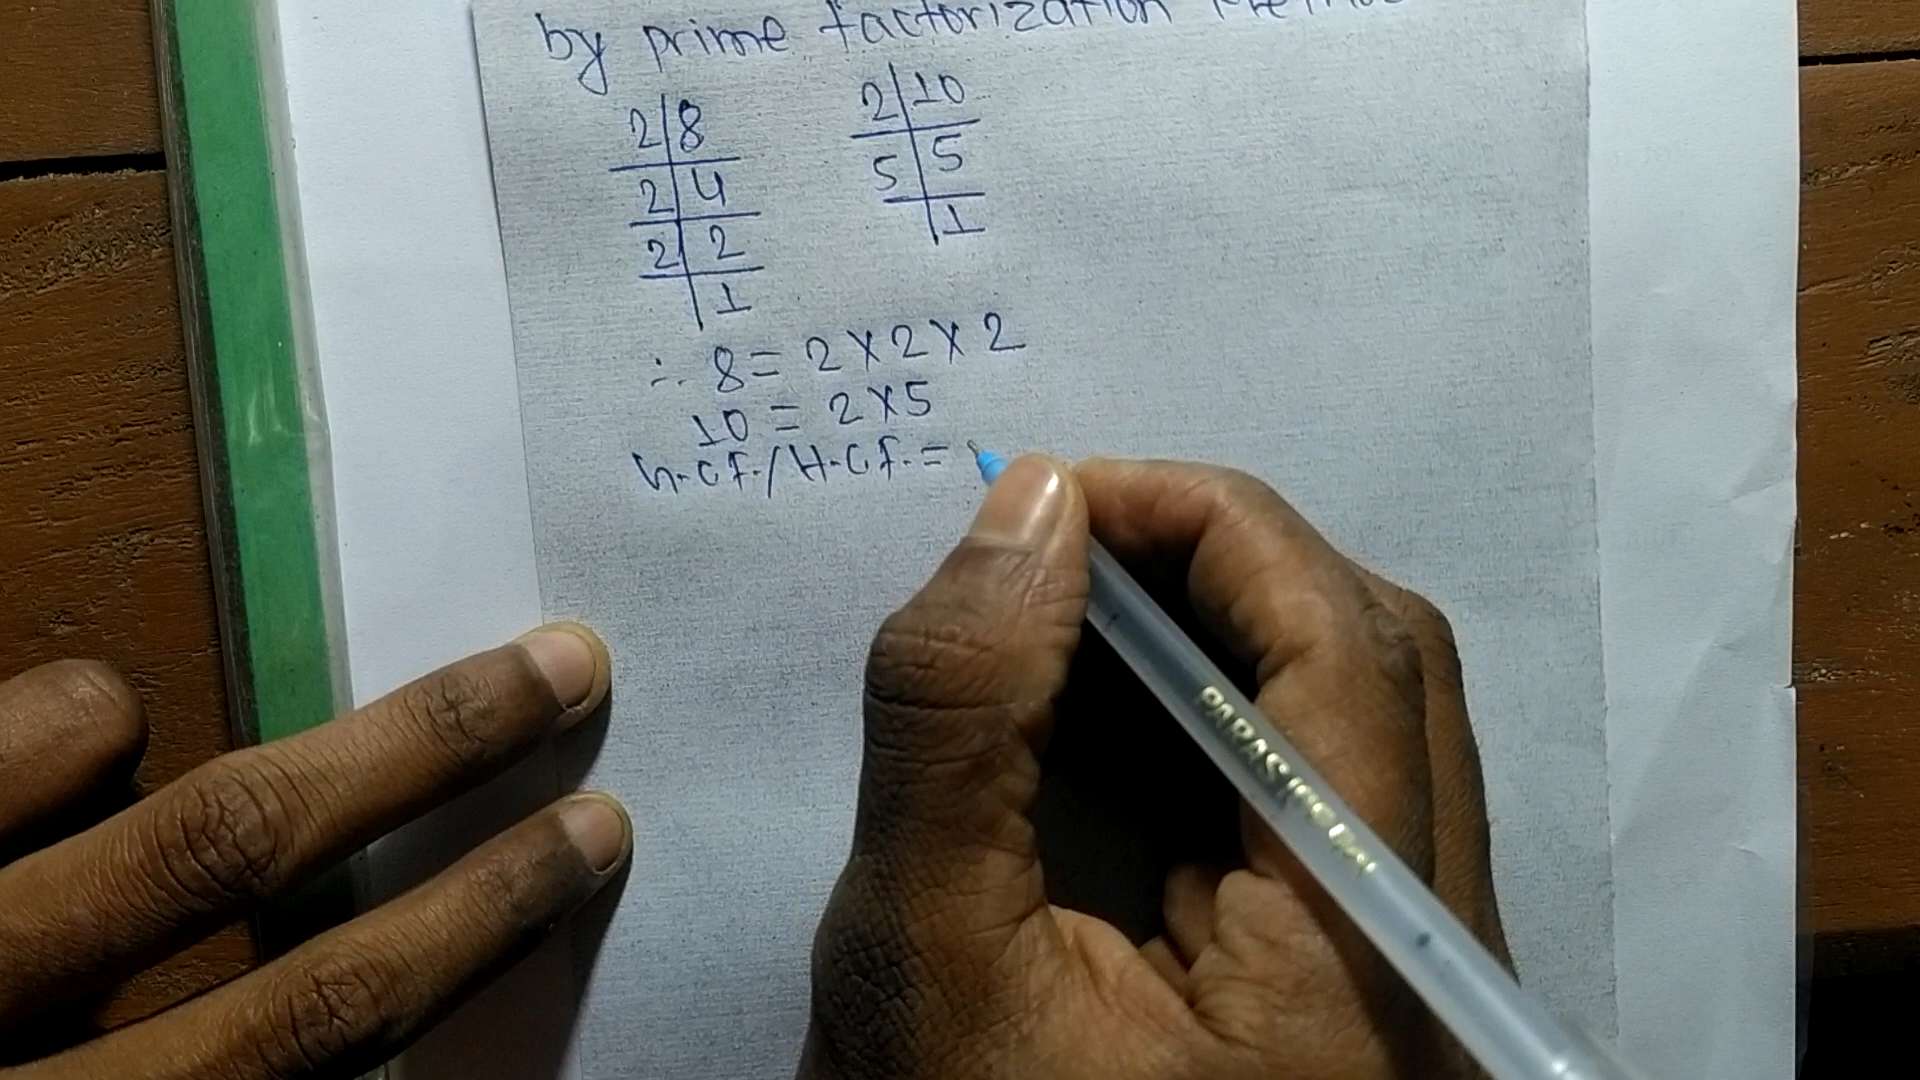 by prime factorization
2 8
2 4
2 2
1
2 10
5 5
1
∴ 8 = 2 × 2 × 2
10 = 2 × 5
h.c.f./H.C.F. =